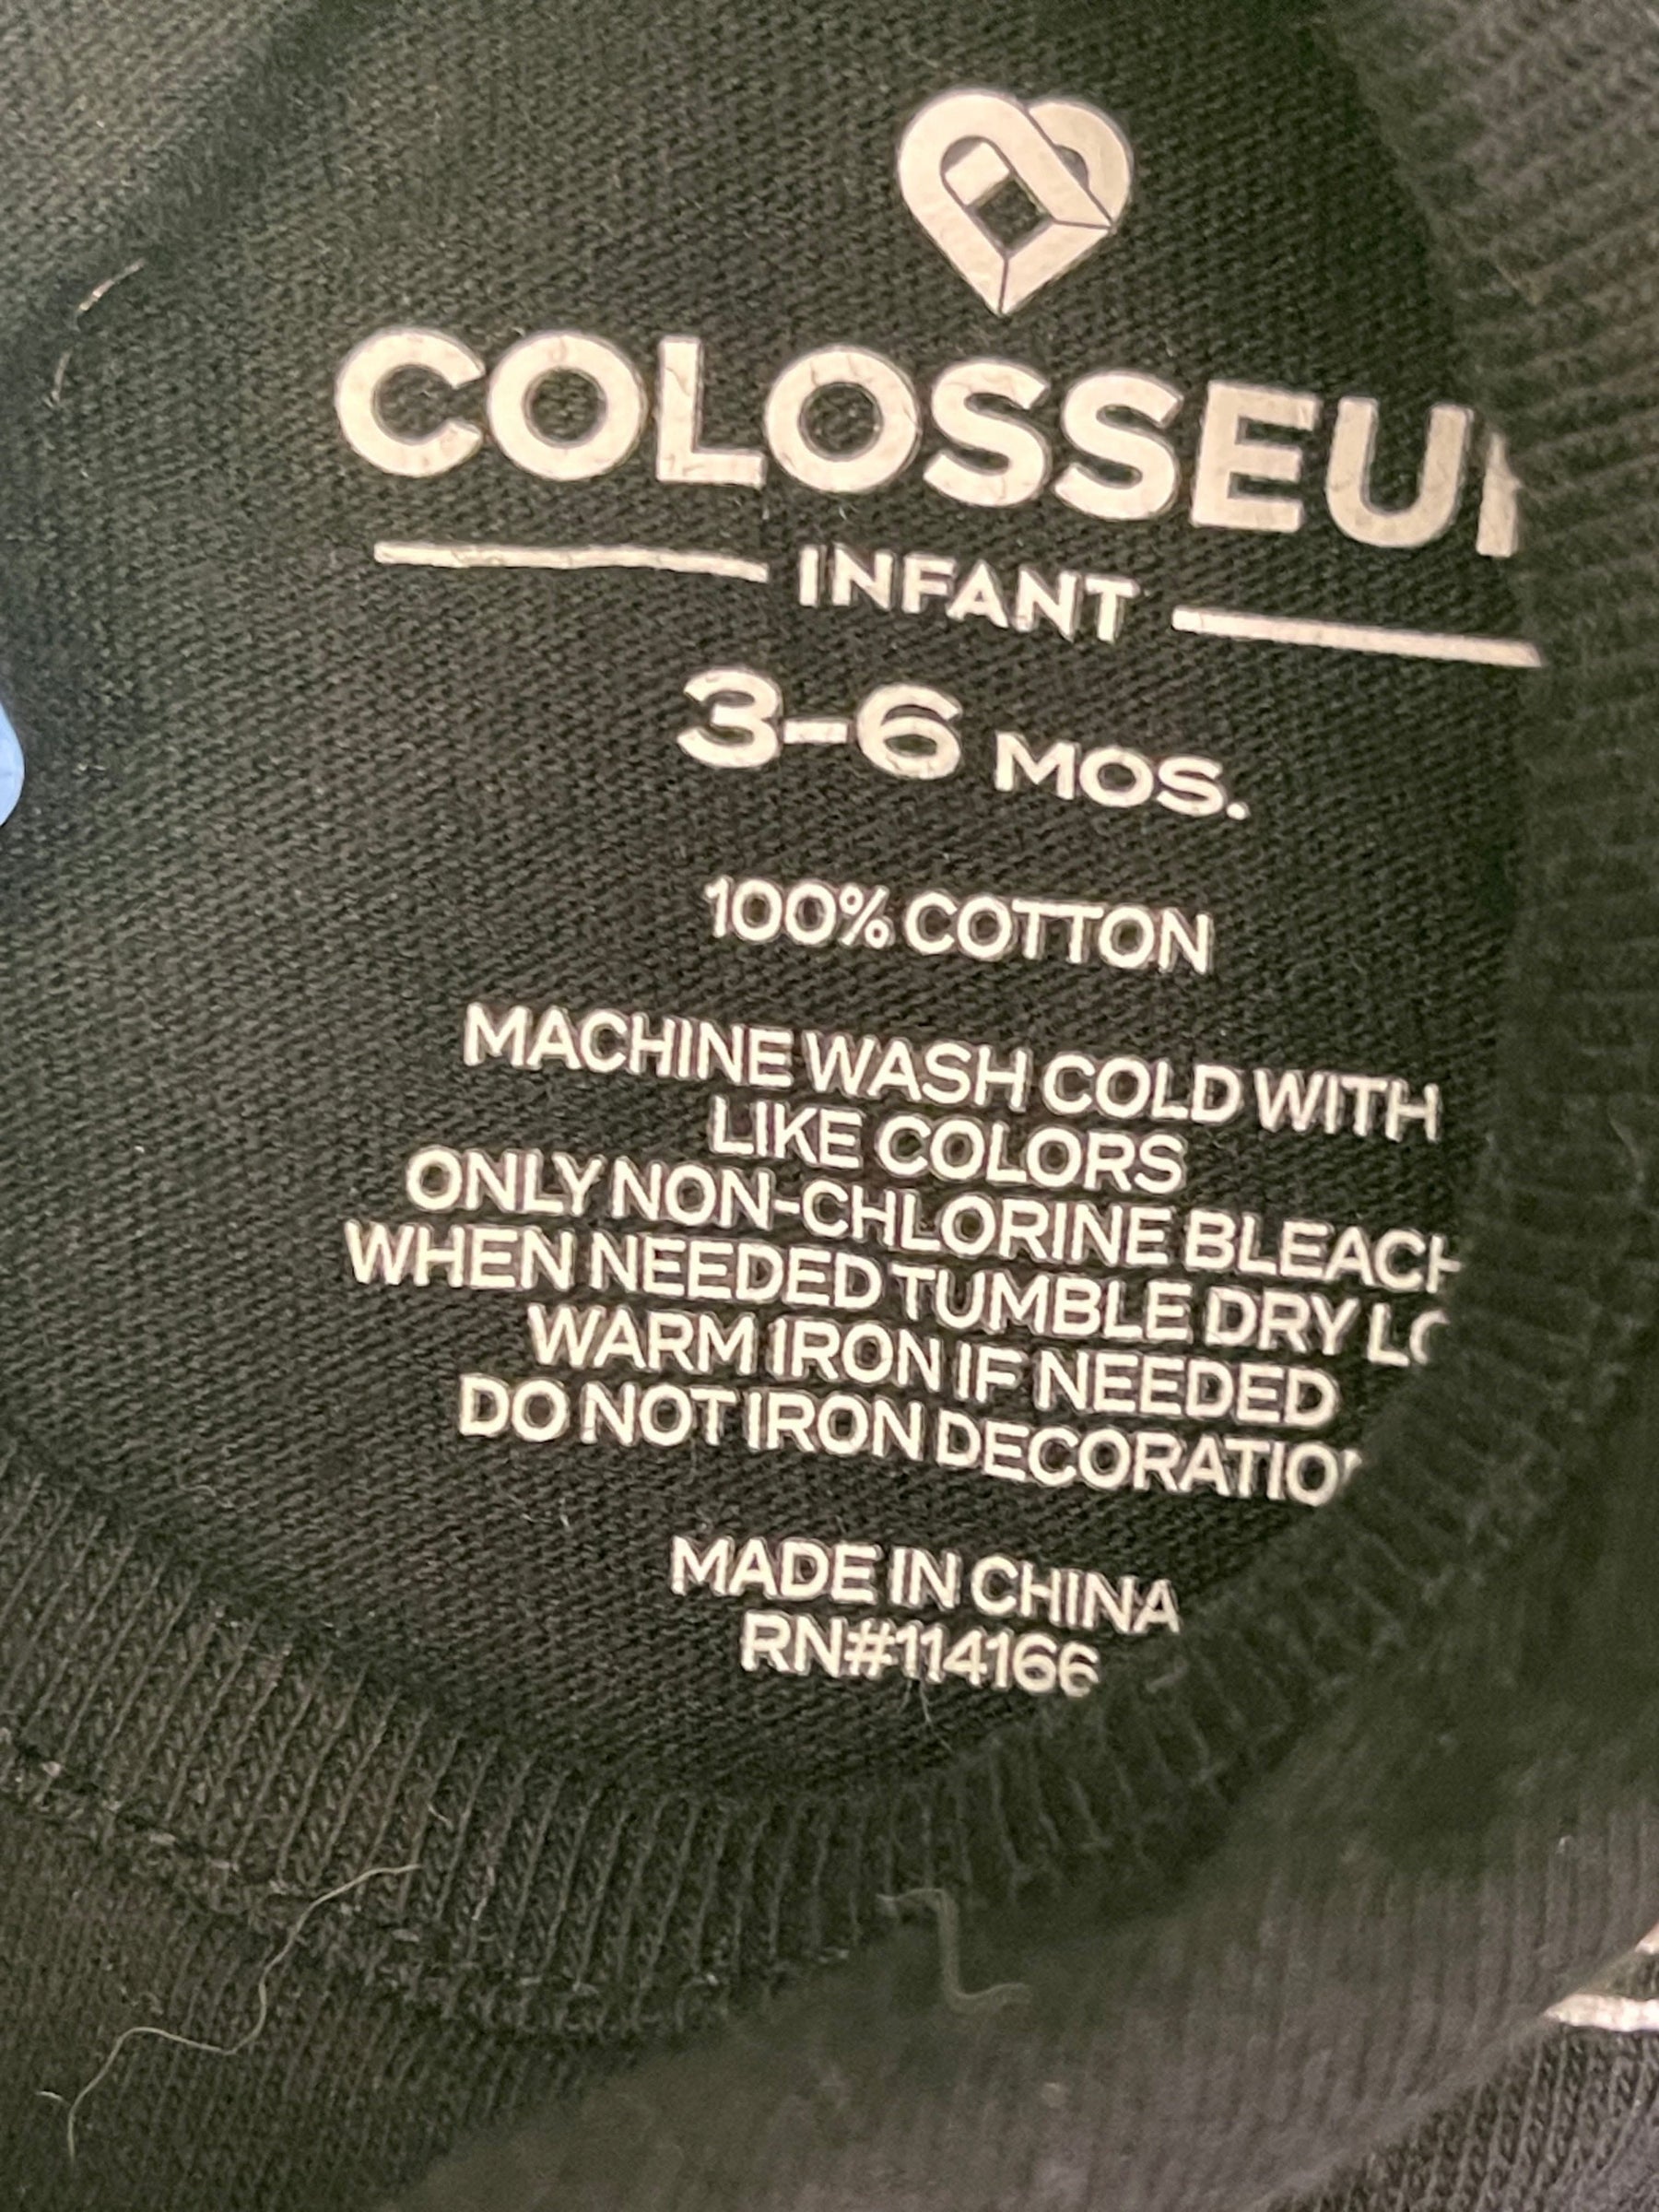 COLOSSEU
INFANT
3-6 MOS.
100% COTTON
MACHINE WASH COLD WITH
LIKE COLORS
ONLY NON-CHLORINE BLEACH
WHEN NEEDED TUMBLE DRY LO
WARM IRON IF NEEDED
DO NOT IRON DECORATIO
MADE IN CHINA
RN#114166